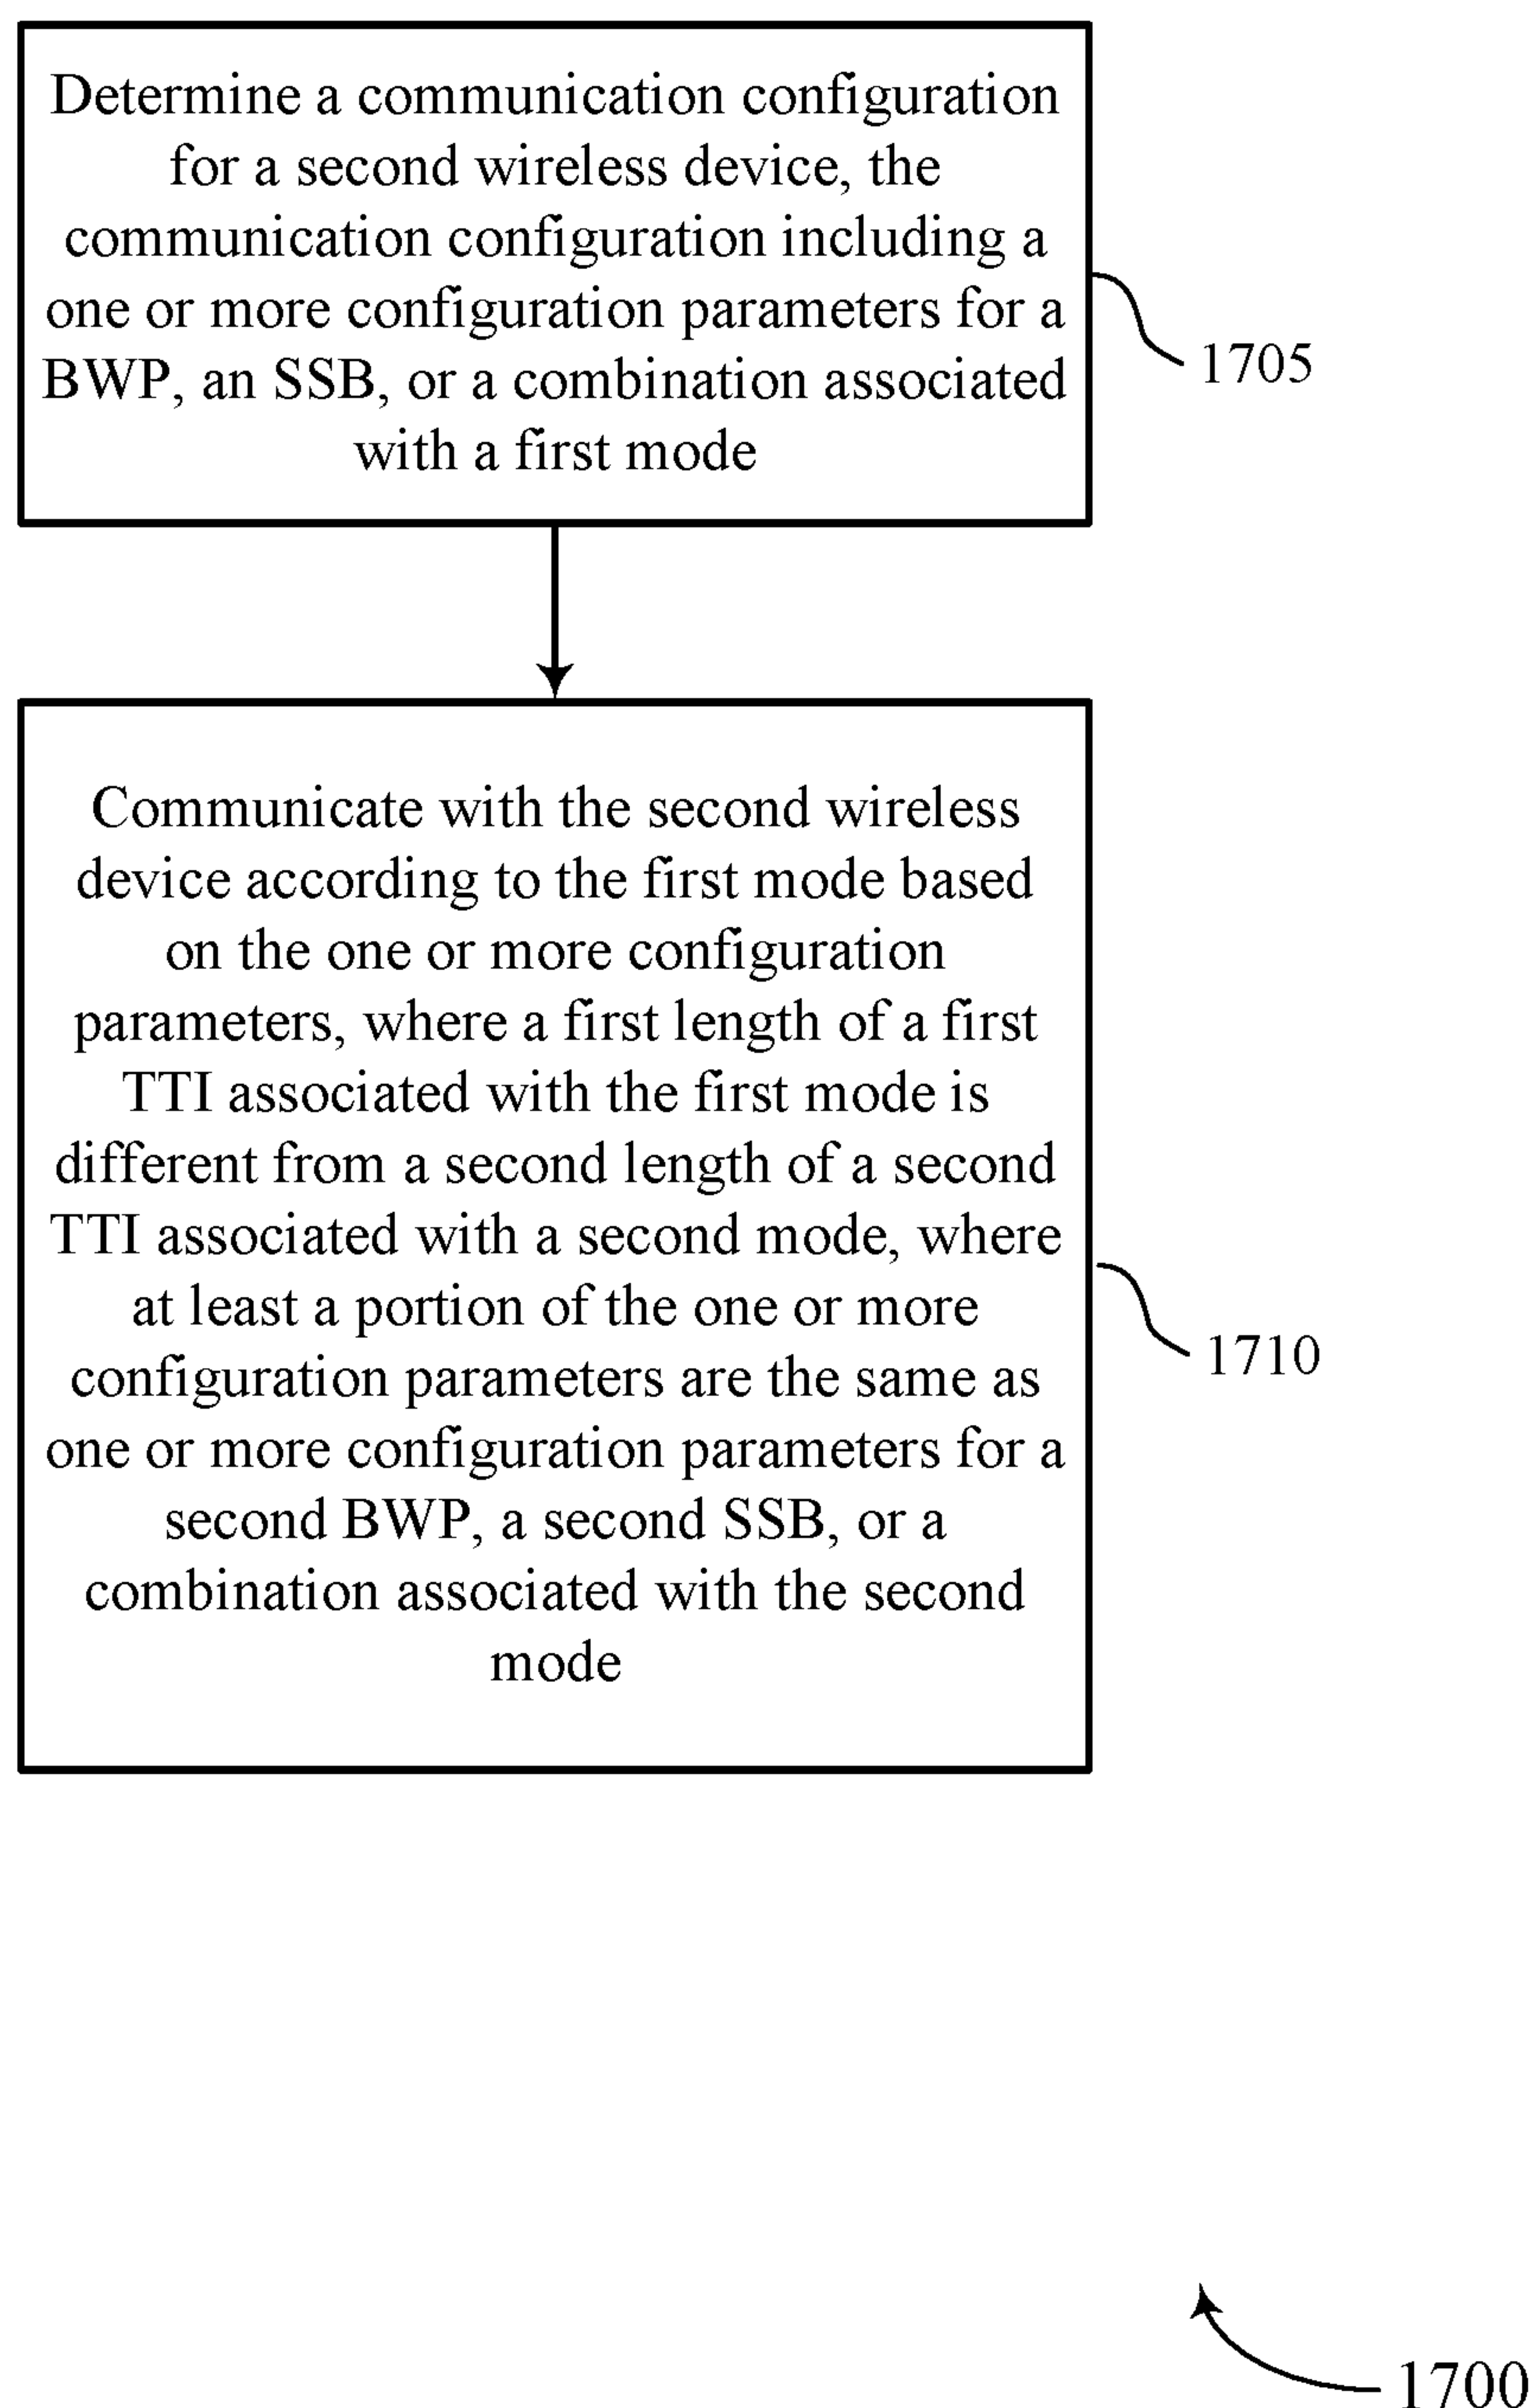 Determine a communication configuration
for a second wireless device, the
communication configuration including a
one or more configuration parameters for a
BWP, an SSB, or a combination associated
with a first mode
1705
Communicate with the second wireless
device according to the first mode based
on the one or more configuration
parameters, where a first length of a first
TTI associated with the first mode is
different from a second length of a second
TTI associated with a second mode, where
at least a portion of the one or more
configuration parameters are the same as
one or more configuration parameters for a
second BWP, a second SSB, or a
combination associated with the second
mode
1710
1700